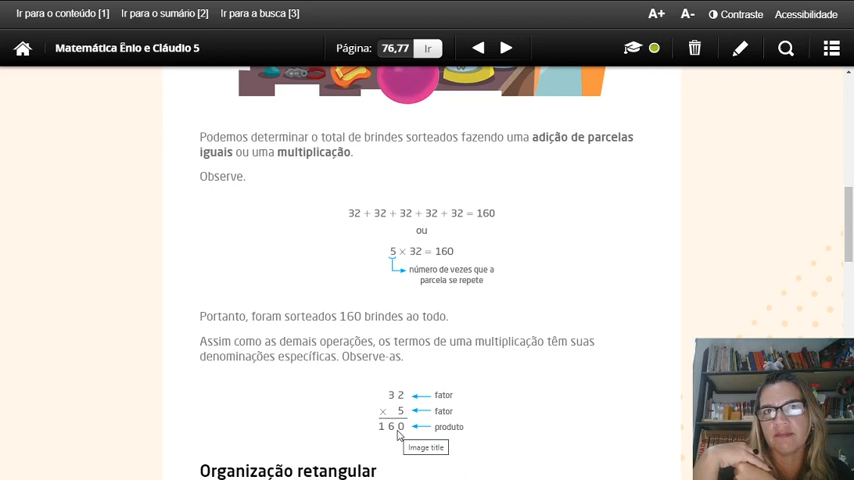 Ir para o conteúdo [1] Ir para o sumário [2] Ir para a busca [3] A+ A- Contraste Acessibilidade
Matemática Ênio e Cláudio 5 Página: 76,77 Ir
Podemos determinar o total de brindes sorteados fazendo uma adição de parcelas
iguais ou uma multiplicação.
Observe.
32 + 32 + 32 + 32 + 32 = 160
ou
5 × 32 = 160
número de vezes que a
parcela se repete
Portanto, foram sorteados 160 brindes ao todo.
Assim como as demais operações, os termos de uma multiplicação têm suas
denominações específicas. Observe-as.
3 2 fator
× 5 fator
1 6 0 produto
Image title
Organização retangular